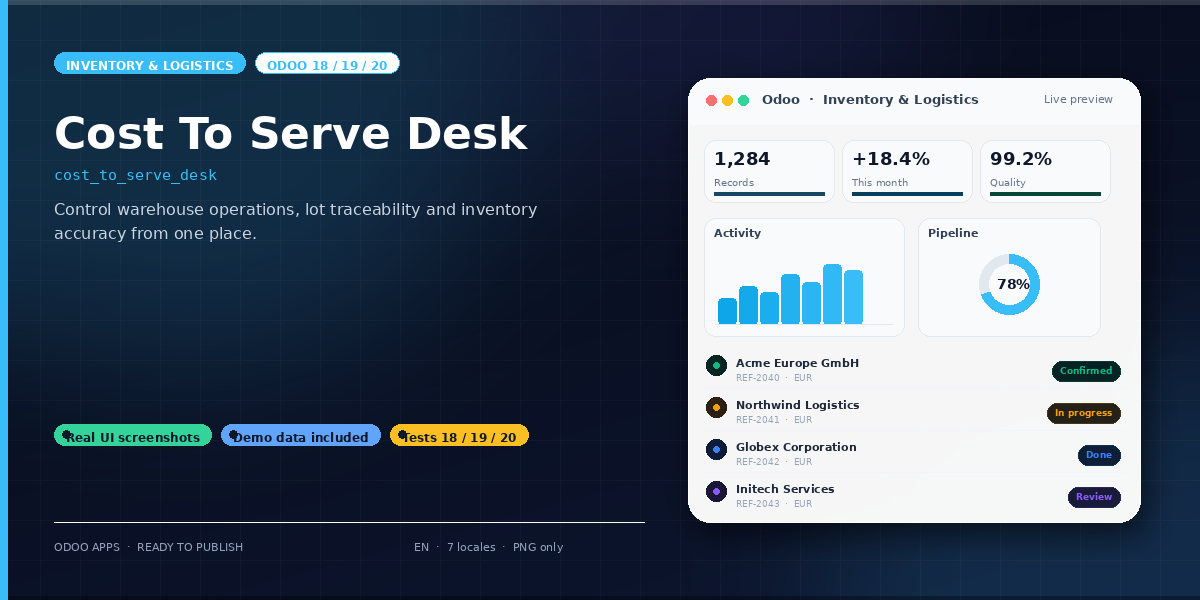 INVENTORY & LOGISTICS
ODOO 18 / 19 / 20
Cost To Serve Desk
cost_to_serve_desk
Control warehouse operations, lot traceability and inventory
accuracy from one place.
Real UI screenshots
Demo data included
Tests 18 / 19 / 20
ODOO APPS · READY TO PUBLISH
EN · 7 locales · PNG only
Odoo · Inventory & Logistics
Live preview
1,284
Records
+18.4%
This month
99.2%
Quality
Activity
Pipeline
78%
Acme Europe GmbH
REF-2040 · EUR
Confirmed
Northwind Logistics
REF-2041 · EUR
In progress
Globex Corporation
REF-2042 · EUR
Done
Initech Services
REF-2043 · EUR
Review